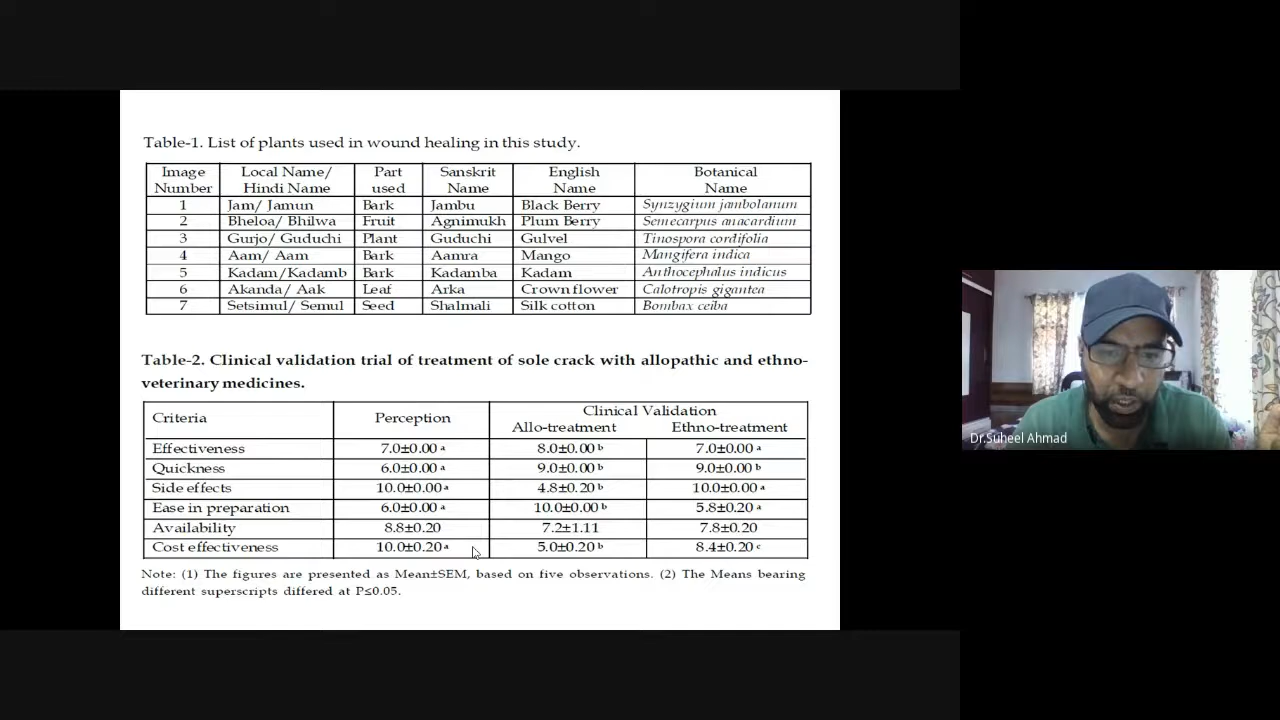 Table-1. List of plants used in wound healing in this study.
Image Number | Local Name/ Hindi Name | Part used | Sanskrit Name | English Name | Botanical Name
1 | Jam/ Jamun | Bark | Jambu | Black Berry | Synzygium jambolanum
2 | Bheloa/ Bhilwa | Fruit | Agnimukh | Plum Berry | Semecarpus anacardium
3 | Gurjo/ Guduchi | Plant | Guduchi | Gulvel | Tinospora cordifolia
4 | Aam/ Aam | Bark | Aamra | Mango | Mangifera indica
5 | Kadam/Kadamb | Bark | Kadamba | Kadam | Anthocephalus indicus
6 | Akanda/ Aak | Leaf | Arka | Crown flower | Calotropis gigantea
7 | Setsimul/ Semul | Seed | Shalmali | Silk cotton | Bombax ceiba
Table-2. Clinical validation trial of treatment of sole crack with allopathic and ethno-
veterinary medicines.
Criteria | Perception | Clinical Validation
Allo-treatment | Ethno-treatment
Effectiveness | 7.0±0.00 a | 8.0±0.00 b | 7.0±0.00 a
Quickness | 6.0±0.00 a | 9.0±0.00 b | 9.0±0.00 b
Side effects | 10.0±0.00 a | 4.8±0.20 b | 10.0±0.00 a
Ease in preparation | 6.0±0.00 a | 10.0±0.00 b | 5.8±0.20 a
Availability | 8.8±0.20 | 7.2±1.11 | 7.8±0.20
Cost effectiveness | 10.0±0.20 a | 5.0±0.20 b | 8.4±0.20 c
Note: (1) The figures are presented as Mean±SEM, based on five observations. (2) The Means bearing
different superscripts differed at P≤0.05.
Dr.Suheel Ahmad